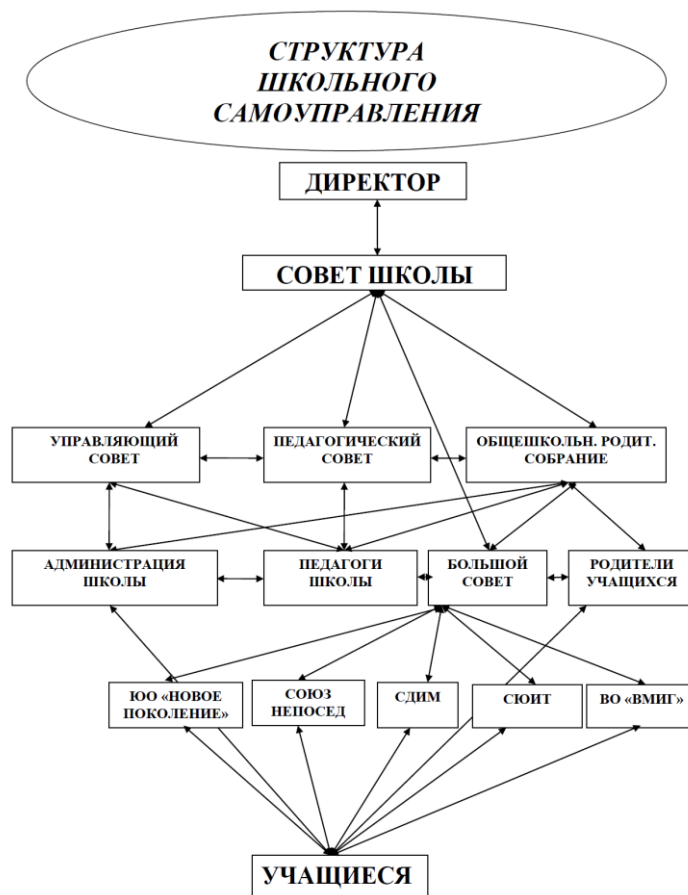 СТРУКТУРА
ШКОЛЬНОГО
САМОУПРАВЛЕНИЯ
ДИРЕКТОР
СОВЕТ ШКОЛЫ
УПРАВЛЯЮЩИЙ
СОВЕТ
ПЕДАГОГИЧЕСКИЙ
СОВЕТ
ОБЩЕШКОЛЬН. РОДИТ.
СОБРАНИЕ
АДМИНИСТРАЦИЯ
ШКОЛЫ
ПЕДАГОГИ
ШКОЛЫ
БОЛЬШОЙ
СОВЕТ
РОДИТЕЛИ
УЧАЩИХСЯ
ЮО «НОВОЕ
ПОКОЛЕНИЕ»
СОЮЗ
НЕПОСЕД
СДИМ
СЮИТ
ВО «ВМИГ»
УЧАЩИЕСЯ